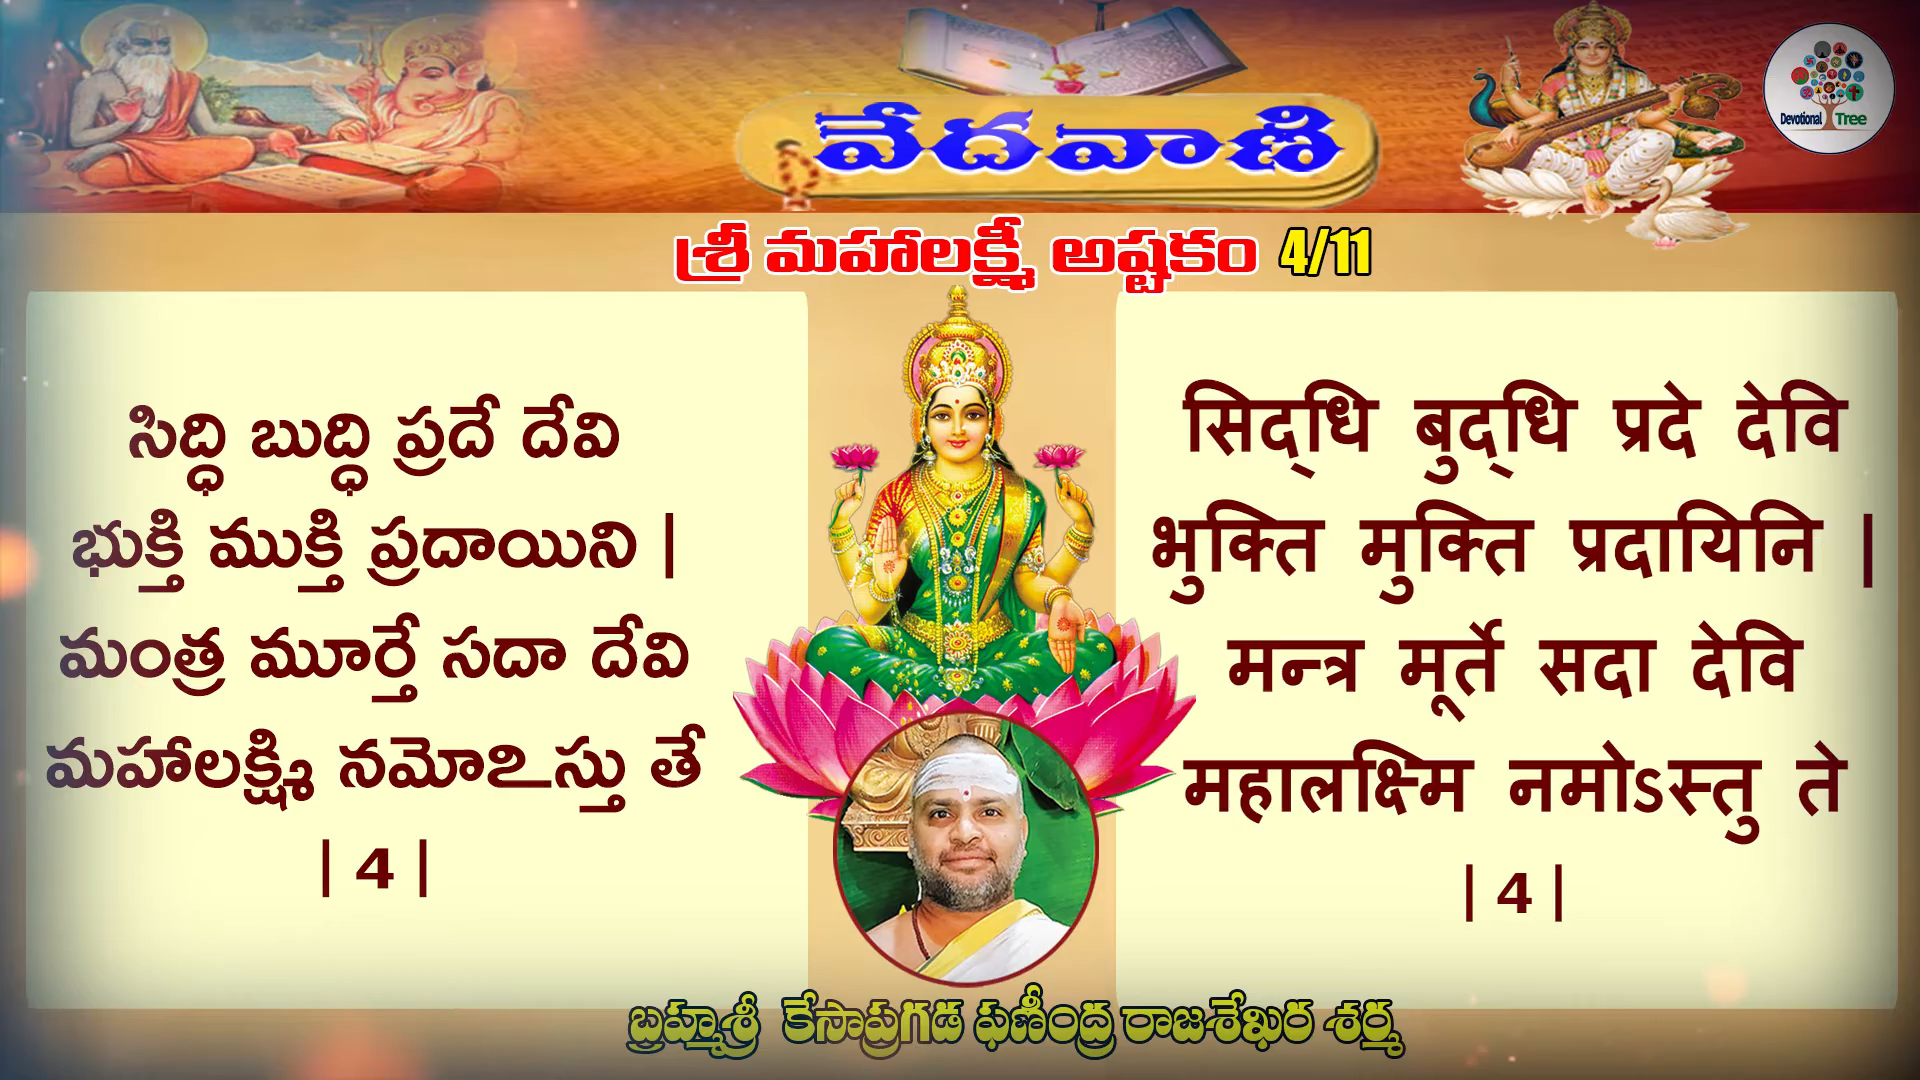 వేదవాణి
Devotional Tree
శ్రీ మహాలక్ష్మీ అష్టకం 4/11
సిద్ధి బుద్ధి ప్రదే దేవి
భుక్తి ముక్తి ప్రదాయిని |
మంత్ర మూర్తే సదా దేవి
మహాలక్ష్మి నమోఽస్తు తే
| 4 |
सिद्‌धि बुद्‌धि प्रदे देवि
भुक्ति मुक्ति प्रदायिनि |
मन्त्र मूर्ते सदा देवि
महालक्ष्मि नमोऽस्तु ते
| 4 |
బ్రహ్మశ్రీ కేసాప్రగడ ఫణీంద్ర రాజశేఖర శర్మ